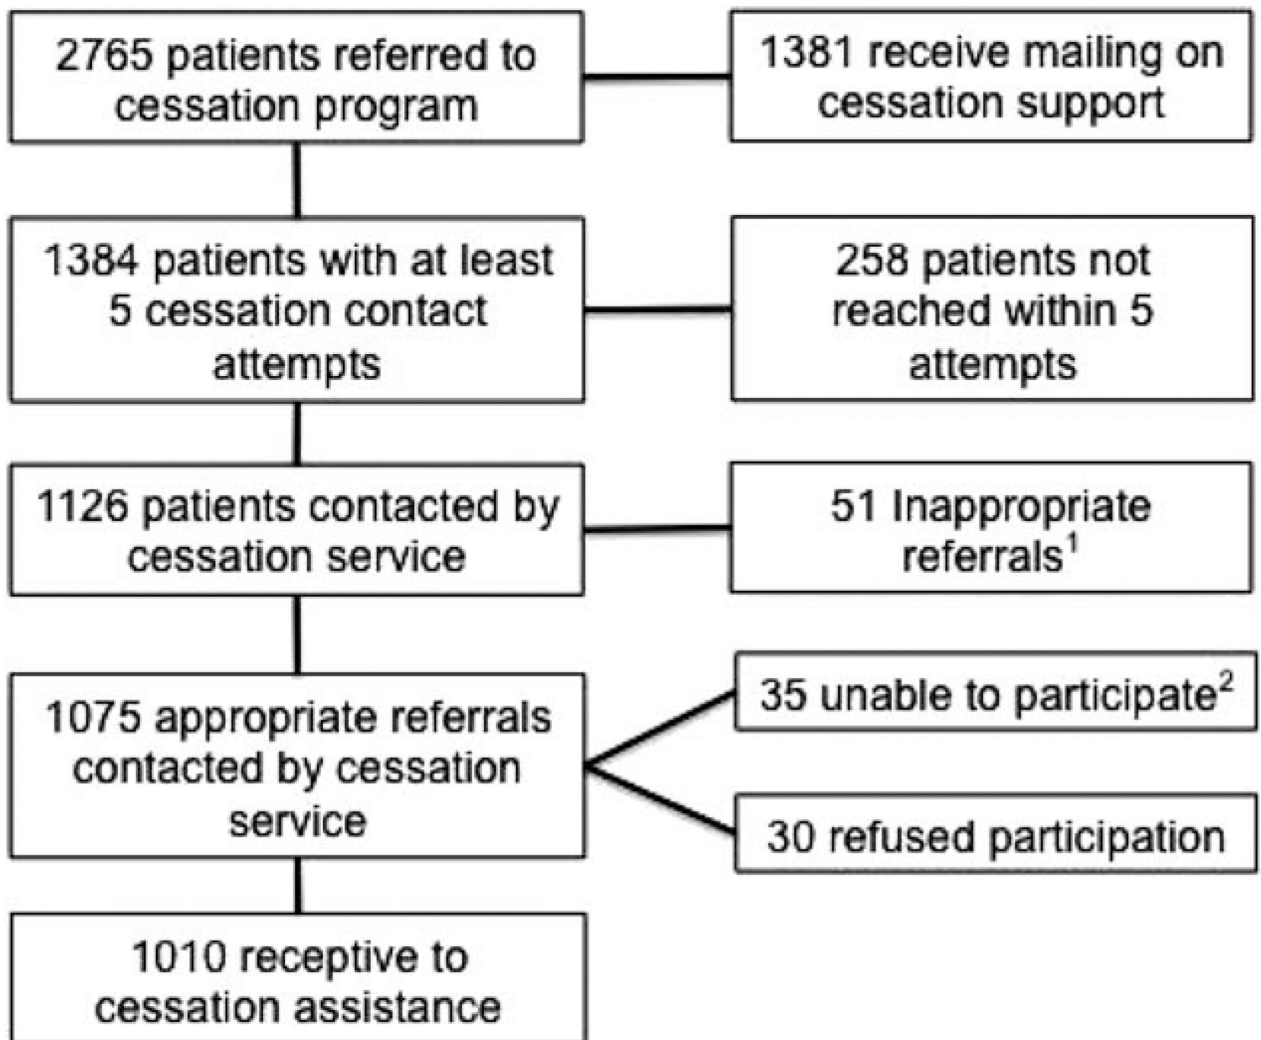 2765 patients referred to
cessation program
1381 receive mailing on
cessation support
1384 patients with at least
5 cessation contact
attempts
258 patients not
reached within 5
attempts
1126 patients contacted by
cessation service
51 Inappropriate
referrals¹
1075 appropriate referrals
contacted by cessation
service
35 unable to participate²
30 refused participation
1010 receptive to
cessation assistance